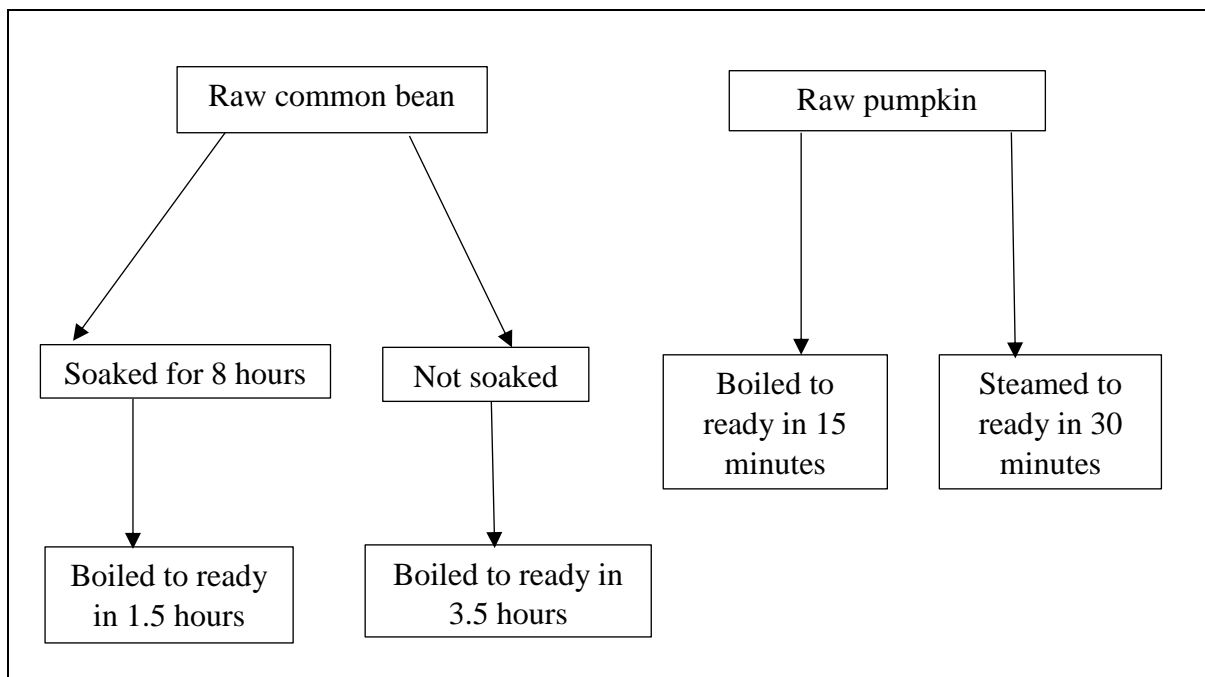 Raw common bean
Raw pumpkin
Soaked for 8 hours
Not soaked
Boiled to
ready in 15
minutes
Steamed to
ready in 30
minutes
Boiled to ready
in 1.5 hours
Boiled to ready in
3.5 hours